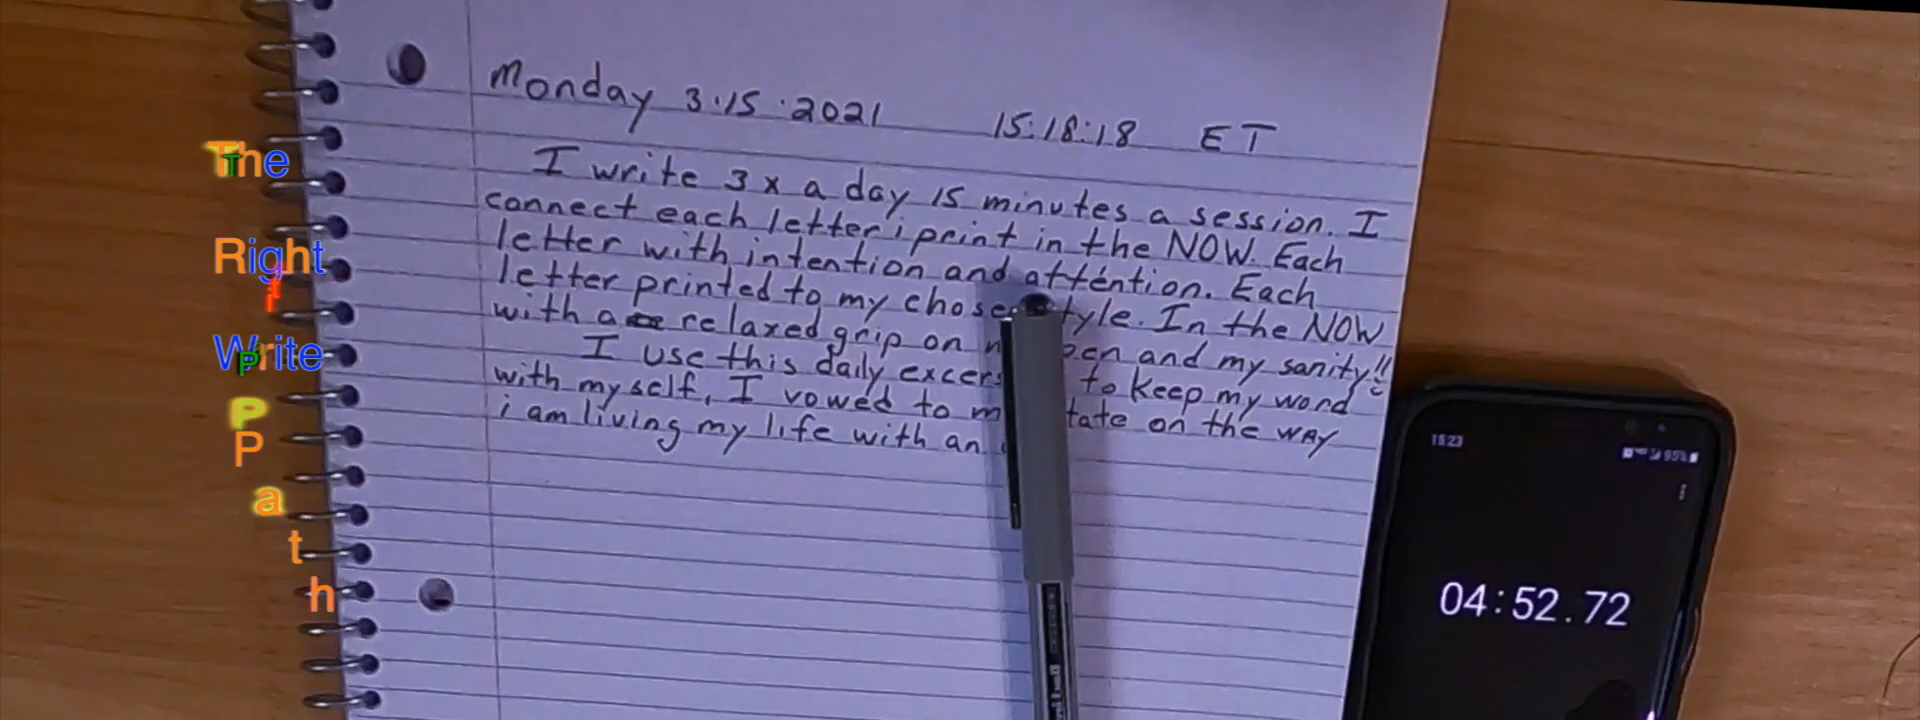 Monday 3·15·2021 15:18:18 ET
I write 3 x a day 15 minutes a session. I
connect each letter i print in the NOW. Each
letter with intention and attention. Each
letter printed to my chosen style. In the NOW
with a relaxed grip on my pen and my sanity!!
I use this daily excers to keep my word
with myself, I vowed to m tate on the WAY
i am living my life with an
The
Right
Write
P
P
a
t
h
15:23
95%
04:52.72